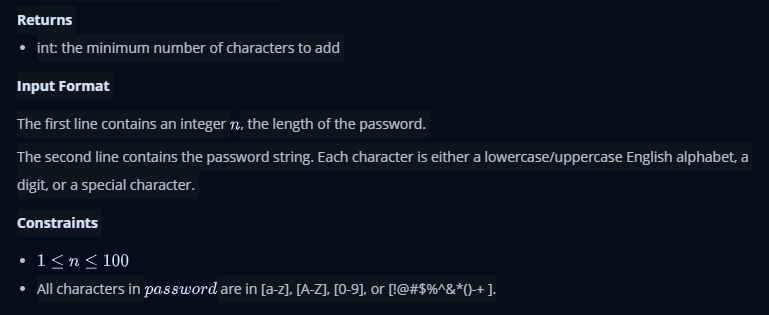 Returns
• int: the minimum number of characters to add
Input Format
The first line contains an integer n, the length of the password.
The second line contains the password string. Each character is either a lowercase/uppercase English alphabet, a
digit, or a special character.
Constraints
• 1 ≤ n ≤ 100
• All characters in password are in [a-z], [A-Z], [0-9], or [!@#$%^&*()-+ ].